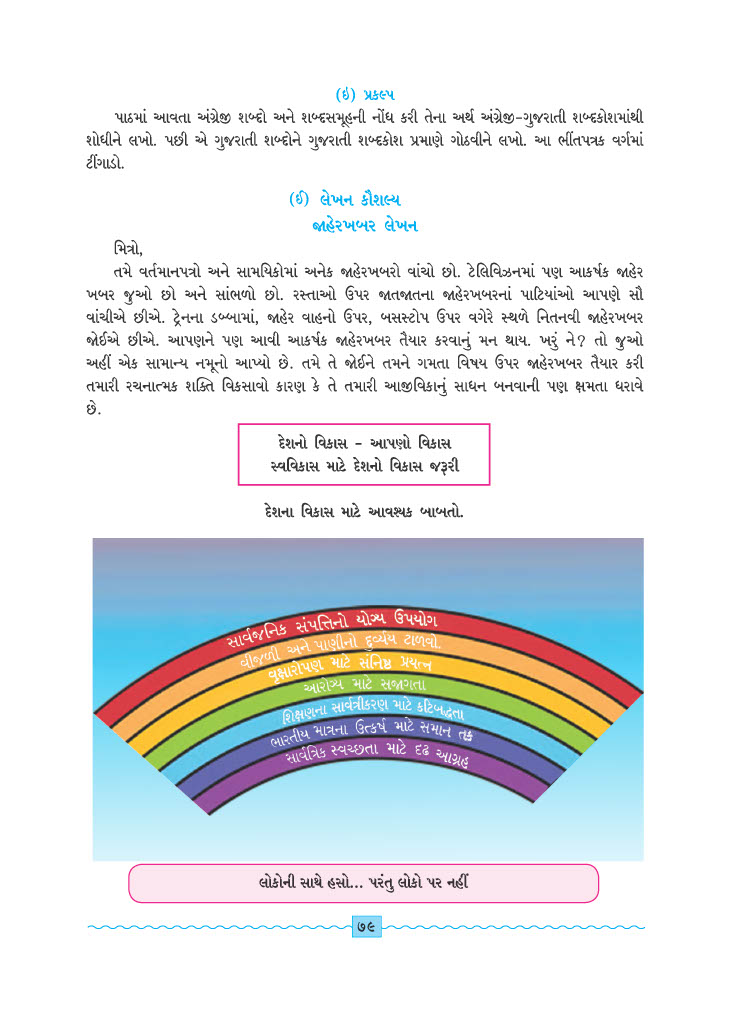 (ઇ) પ્રકલ્પ
પાઠમાં આવતા અંગ્રેજી શબ્દો અને શબ્દસમૂહની નોંધ કરી તેના અર્થ અંગ્રેજી-ગુજરાતી શબ્દકોશમાંથી
શોધીને લખો. પછી એ ગુજરાતી શબ્દોને ગુજરાતી શબ્દકોશ પ્રમાણે ગોઠવીને લખો. આ ભીંતપત્રક વર્ગમાં
ટીંગાડો.
(ઈ) લેખન કૌશલ્ય
જાહેરખબર લેખન
મિત્રો,
તમે વર્તમાનપત્રો અને સામયિકોમાં અનેક જાહેરખબરો વાંચો છો. ટેલિવિઝનમાં પણ આકર્ષક જાહેર
ખબર જુઓ છો અને સાંભળો છો. રસ્તાઓ ઉપર જાતજાતના જાહેરખબરનાં પાટિયાંઓ આપણે સૌ
વાંચીએ છીએ. ટ્રેનના ડબ્બામાં, જાહેર વાહનો ઉપર, બસસ્ટોપ ઉપર વગેરે સ્થળે નિતનવી જાહેરખબર
જોઈએ છીએ. આપણને પણ આવી આકર્ષક જાહેરખબર તૈયાર કરવાનું મન થાય. ખરું ને? તો જુઓ
અહીં એક સામાન્ય નમૂનો આપ્યો છે. તમે તે જોઈને તમને ગમતા વિષય ઉપર જાહેરખબર તૈયાર કરી
તમારી રચનાત્મક શક્તિ વિકસાવો કારણ કે તે તમારી આજીવિકાનું સાધન બનવાની પણ ક્ષમતા ધરાવે
છે.
દેશનો વિકાસ - આપણો વિકાસ
સ્વવિકાસ માટે દેશનો વિકાસ જરૂરી
દેશના વિકાસ માટે આવશ્યક બાબતો.
સાર્વજનિક સંપત્તિનો યોગ્ય ઉપયોગ
વીજળી અને પાણીનો દુર્વ્યય ટાળવો.
વૃક્ષારોપણ માટે સંનિષ્ઠ પ્રયત્ન
આરોગ્ય માટે સજાગતા
શિક્ષણના સાર્વત્રીકરણ માટે કટિબદ્ધતા
ભારતીય માત્રના ઉત્કર્ષ માટે સમાન તક
સાર્વત્રિક સ્વચ્છતા માટે દૃઢ આગ્રહ
લોકોની સાથે હસો... પરંતુ લોકો પર નહીં
૭૯